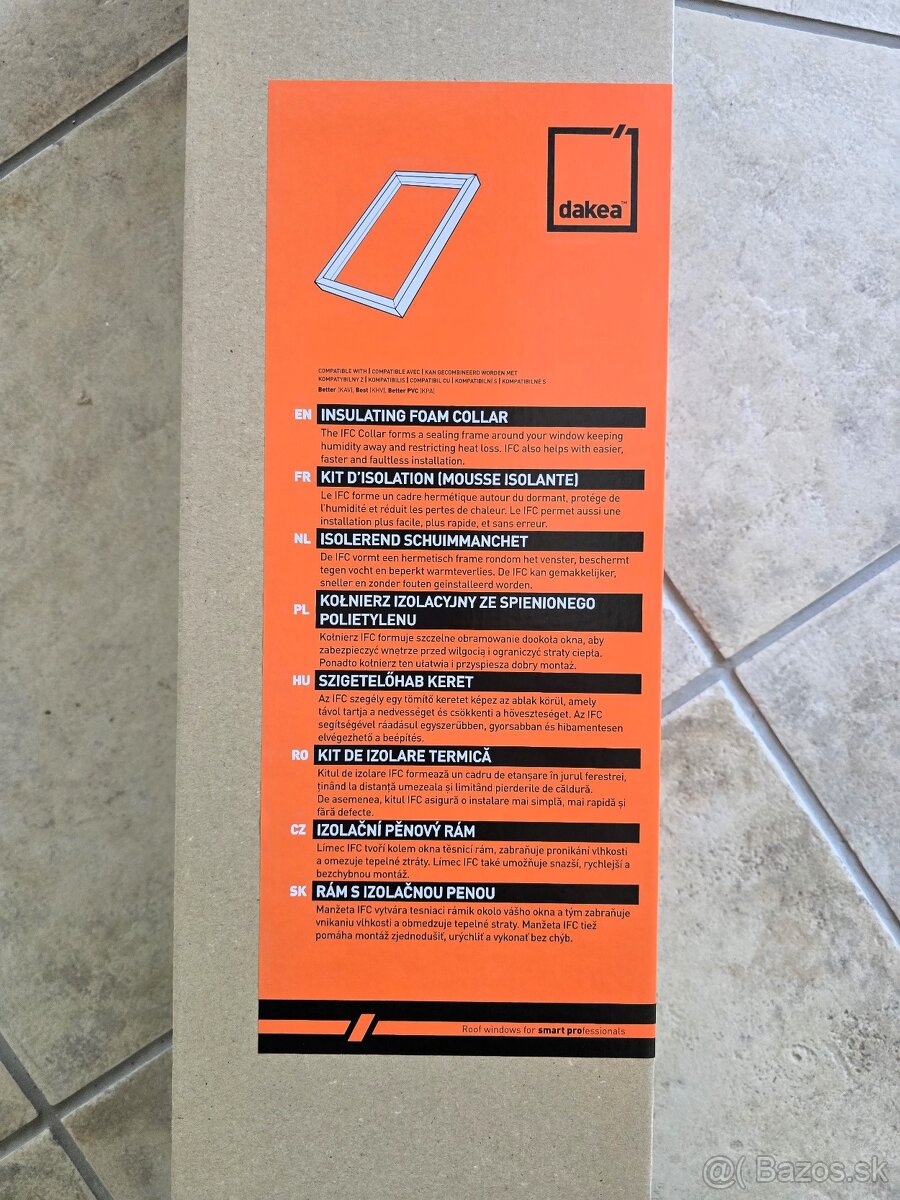 dakea™
COMPATIBLE WITH | COMPATIBLE AVEC | KAN GECOMBINEERD WORDEN MET
KOMPATYBILNY Z | KOMPATIBILIS | COMPATIBIL CU | KOMPATIBILNÍ S | KOMPATIBILNÉ S
Better [KAV], Best [KHV], Better PVC [KPA]
EN INSULATING FOAM COLLAR
The IFC Collar forms a sealing frame around your window keeping
humidity away and restricting heat loss. IFC also helps with easier,
faster and faultless installation.
FR KIT D'ISOLATION (MOUSSE ISOLANTE)
Le IFC forme un cadre hermétique autour du dormant, protége de
l'humidité et réduit les pertes de chaleur. Le IFC permet aussi une
installation plus facile, plus rapide, et sans erreur.
NL ISOLEREND SCHUIMMANCHET
De IFC vormt een hermetisch frame rondom het venster, beschermt
tegen vocht en beperkt warmteverlies. De IFC kan gemakkelijker,
sneller en zonder fouten geinstalleerd worden.
PL KOŁNIERZ IZOLACYJNY ZE SPIENIONEGO
POLIETYLENU
Kołnierz IFC formuje szczelne obramowanie dookoła okna, aby
zabezpieczyć wnętrze przed wilgocią i ograniczyć straty ciepła.
Ponadto kołnierz ten ułatwia i przyspiesza dobry montaż.
HU SZIGETELŐHAB KERET
Az IFC szegély egy tömítő keretet képez az ablak körül, amely
távol tartja a nedvességet és csökkenti a hőveszteséget. Az IFC
segítségével ráadásul egyszerűbben, gyorsabban és hibamentesen
elvégezhető a beépítés.
RO KIT DE IZOLARE TERMICĂ
Kitul de izolare IFC formează un cadru de etanșare în jurul ferestrei,
ținând la distanță umezeala și limitând pierderile de căldură.
De asemenea, kitul IFC asigură o instalare mai simplă, mai rapidă și
fără defecte.
CZ IZOLAČNÍ PĚNOVÝ RÁM
Límec IFC tvoří kolem okna těsnicí rám, zabraňuje pronikání vlhkosti
a omezuje tepelné ztráty. Límec IFC také umožňuje snazší, rychlejší a
bezchybnou montáž.
SK RÁM S IZOLAČNOU PENOU
Manžeta IFC vytvára tesniaci rámik okolo vášho okna a tým zabraňuje
vnikaniu vlhkosti a obmedzuje tepelné straty. Manžeta IFC tiež
pomáha montáž zjednodušiť, urýchliť a vykonať bez chýb.
Roof windows for smart professionals
@( Bazos.sk